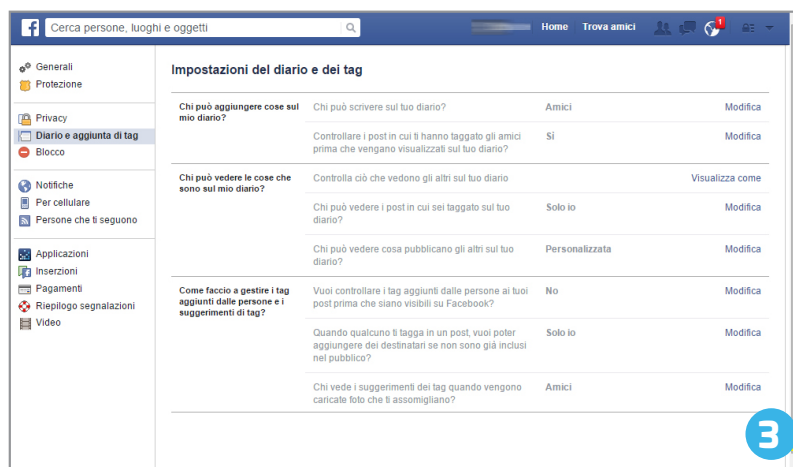 f Cerca persone, luoghi e oggetti Home Trova amici 1
Generali
Protezione
Privacy
Diario e aggiunta di tag
Blocco
Notifiche
Per cellulare
Persone che ti seguono
Applicazioni
Inserzioni
Pagamenti
Riepilogo segnalazioni
Video
Impostazioni del diario e dei tag
Chi può aggiungere cose sul
mio diario?
Chi può scrivere sul tuo diario? Amici Modifica
Controllare i post in cui ti hanno taggato gli amici
prima che vengano visualizzati sul tuo diario?
Sì Modifica
Chi può vedere le cose che
sono sul mio diario?
Controlla ciò che vedono gli altri sul tuo diario Visualizza come
Chi può vedere i post in cui sei taggato sul tuo
diario?
Solo io Modifica
Chi può vedere cosa pubblicano gli altri sul tuo
diario?
Personalizzata Modifica
Come faccio a gestire i tag
aggiunti dalle persone e i
suggerimenti di tag?
Vuoi controllare i tag aggiunti dalle persone ai tuoi
post prima che siano visibili su Facebook?
No Modifica
Quando qualcuno ti tagga in un post, vuoi poter
aggiungere dei destinatari se non sono già inclusi
nel pubblico?
Solo io Modifica
Chi vede i suggerimenti dei tag quando vengono
caricate foto che ti assomigliano?
Amici Modifica
3